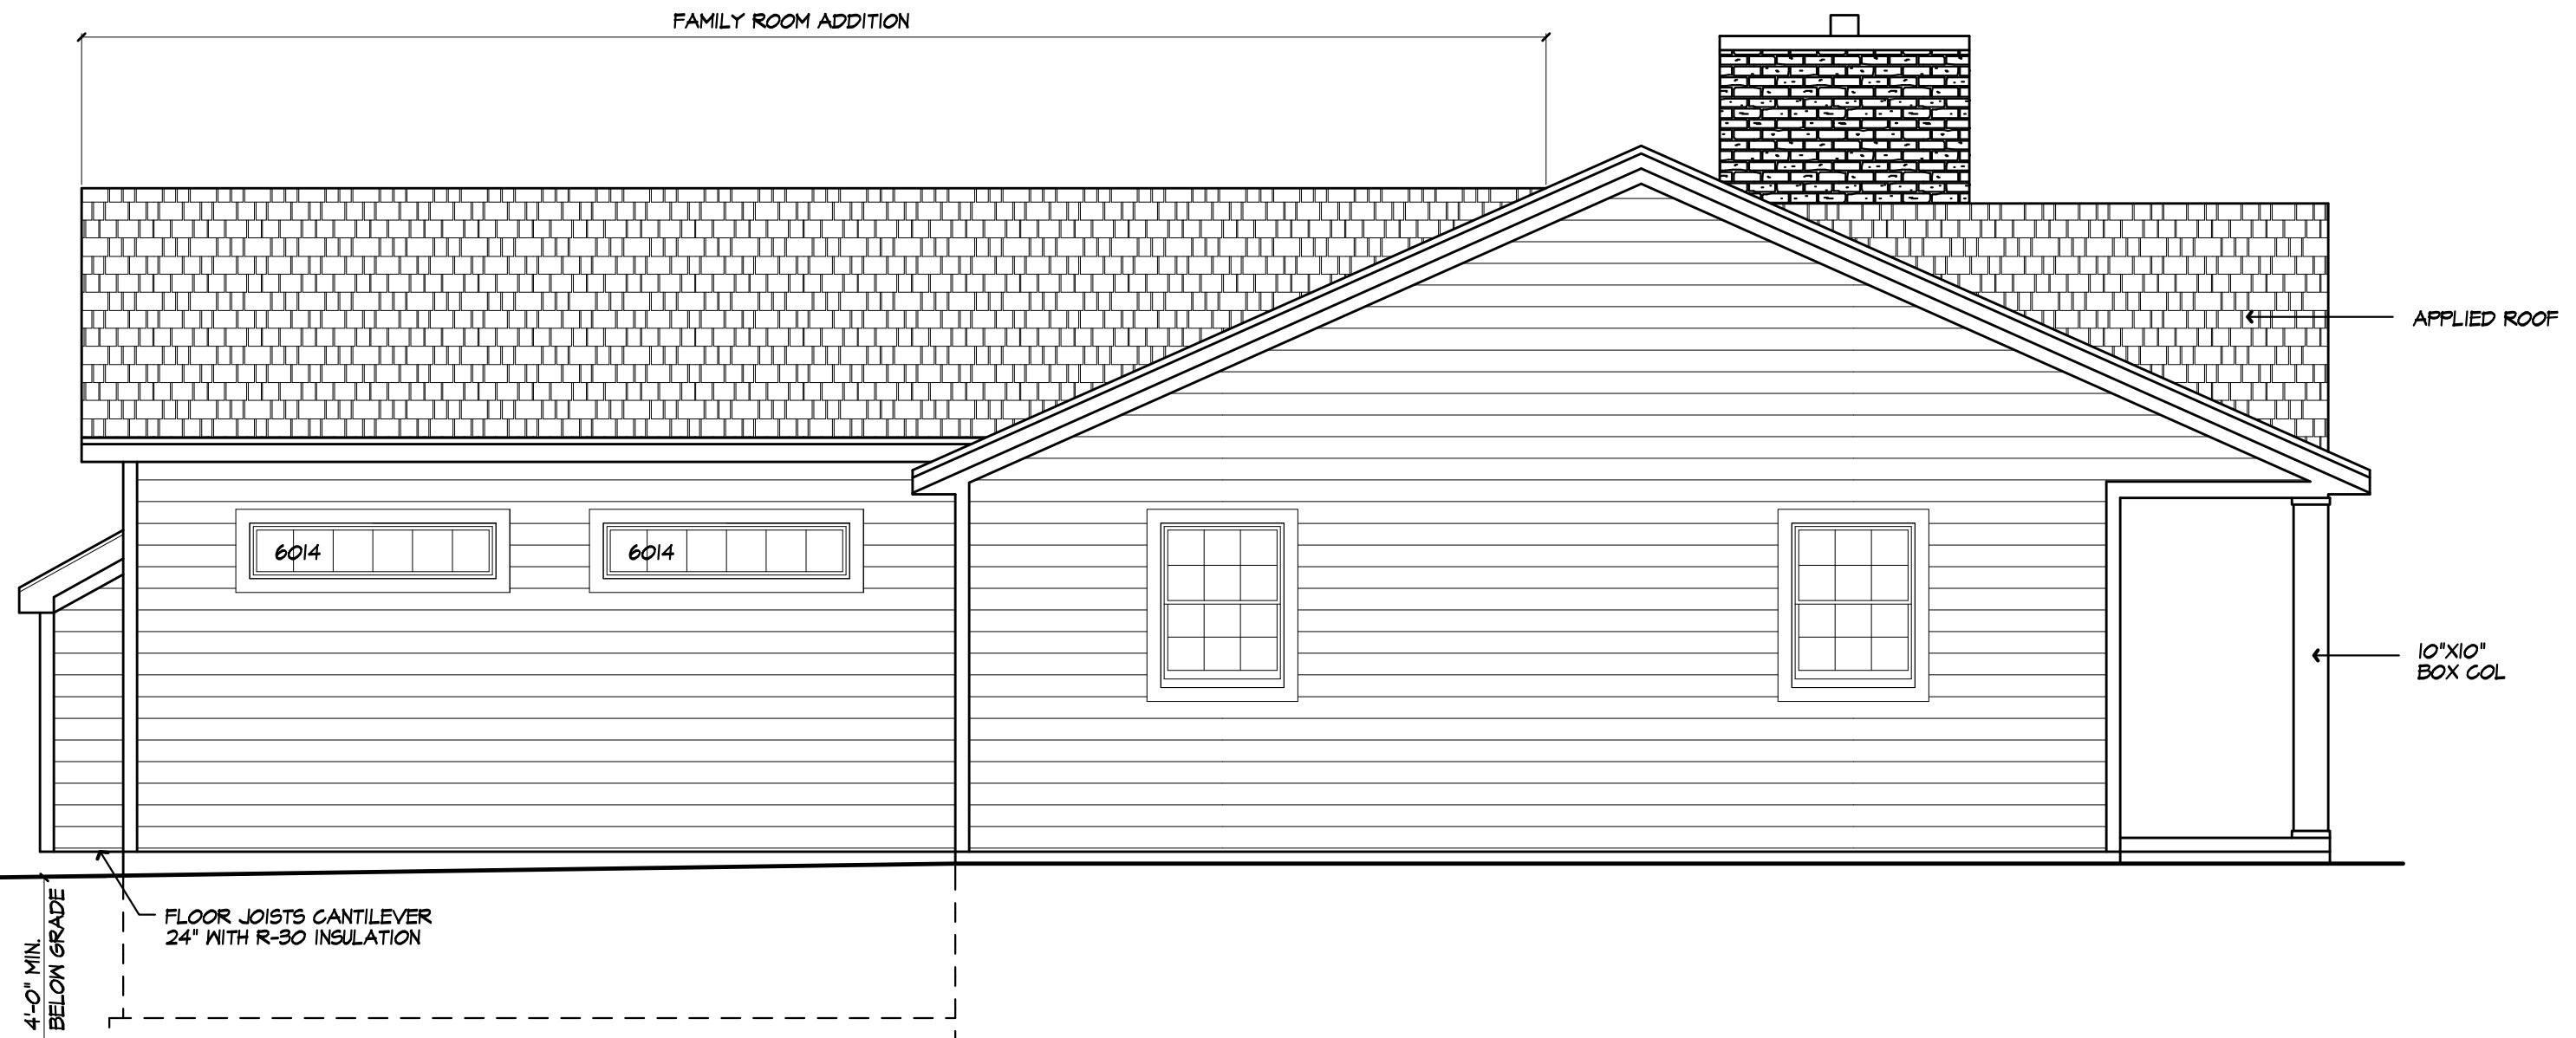 FAMILY ROOM ADDITION
APPLIED ROOF
6014
6014
10"X10"
BOX COL
FLOOR JOISTS CANTILEVER
24" WITH R-30 INSULATION
4'-0" MIN.
BELOW GRADE